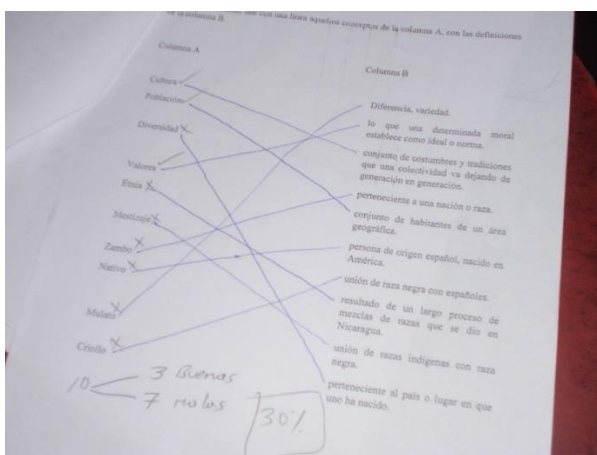 une con una línea aquellos conceptos de la columna A, con las definiciones
de la columna B.
Columna A
Columna B
Cultura
Población
Diversidad
Valores
Etnia
Mestizaje
Zambo
Nativo
Mulato
Criollo
Diferencia, variedad.
lo que una determinada moral
establece como ideal o norma.
conjunto de costumbres y tradiciones
que una colectividad va dejando de
generación en generación.
perteneciente a una nación o raza.
conjunto de habitantes de un área
geográfica.
persona de origen español, nacido en
América.
unión de raza negra con españoles.
resultado de un largo proceso de
mezclas de razas que se dio en
Nicaragua.
unión de razas indígenas con raza
negra.
perteneciente al país o lugar en que
uno ha nacido.
10
3 Buenas
7 malas
30%